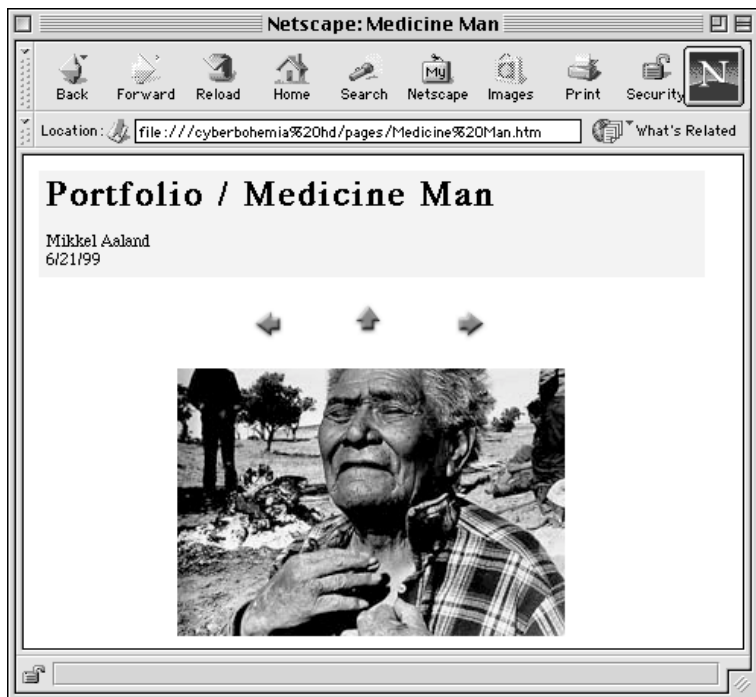 Netscape: Medicine Man
Back Forward Reload Home Search Netscape Images Print Security
My
N
Location: file:///cyberbohemia%20hd/pages/Medicine%20Man.htm What's Related
Portfolio / Medicine Man
Mikkel Aaland
6/21/99